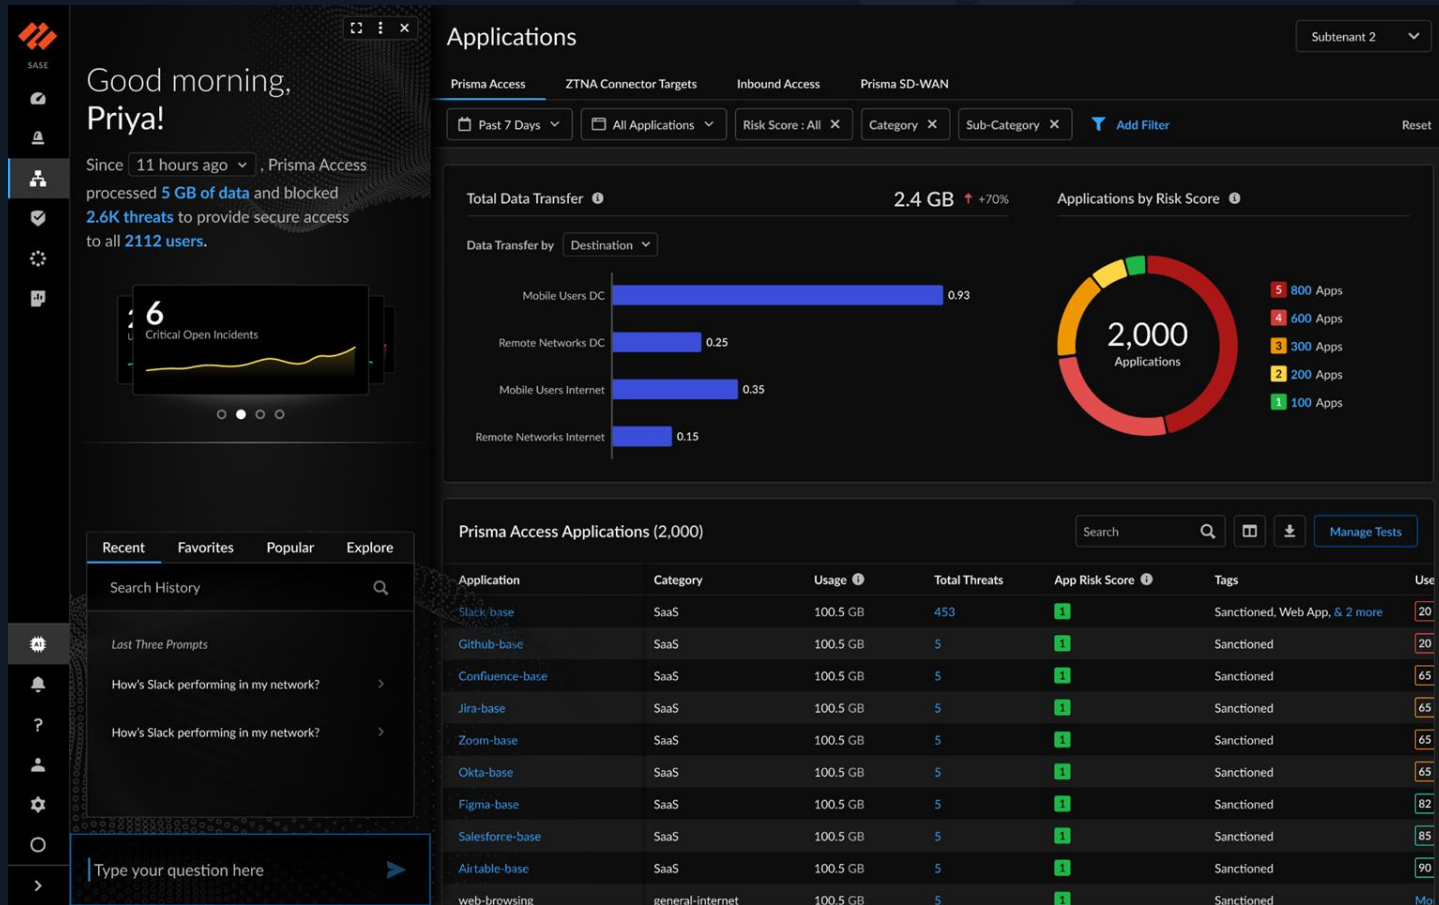 SASE
Good morning,
Priya!
Since 11 hours ago , Prisma Access
processed 5 GB of data and blocked
2.6K threats to provide secure access
to all 2112 users.
6
Critical Open Incidents
Recent Favorites Popular Explore
Search History
Last Three Prompts
How's Slack performing in my network?
How's Slack performing in my network?
AI
Type your question here
Applications
Subtenant 2
Prisma Access ZTNA Connector Targets Inbound Access Prisma SD-WAN
Past 7 Days All Applications Risk Score : All Category Sub-Category Add Filter Reset
Total Data Transfer 2.4 GB +70%
Data Transfer by Destination
Mobile Users DC 0.93
Remote Networks DC 0.25
Mobile Users Internet 0.35
Remote Networks Internet 0.15
Applications by Risk Score
2,000
Applications
5 800 Apps
4 600 Apps
3 300 Apps
2 200 Apps
1 100 Apps
Prisma Access Applications (2,000) Search Manage Tests
Application Category Usage Total Threats App Risk Score Tags Use
Slack-base SaaS 100.5 GB 453 1 Sanctioned, Web App, & 2 more 20
Github-base SaaS 100.5 GB 5 1 Sanctioned 20
Confluence-base SaaS 100.5 GB 5 1 Sanctioned 65
Jira-base SaaS 100.5 GB 5 1 Sanctioned 65
Zoom-base SaaS 100.5 GB 5 1 Sanctioned 65
Okta-base SaaS 100.5 GB 5 1 Sanctioned 65
Figma-base SaaS 100.5 GB 5 1 Sanctioned 82
Salesforce-base SaaS 100.5 GB 5 1 Sanctioned 85
Airtable-base SaaS 100.5 GB 5 1 Sanctioned 90
web-browsing general-internet 100.5 GB 5 1 Sanctioned Mo